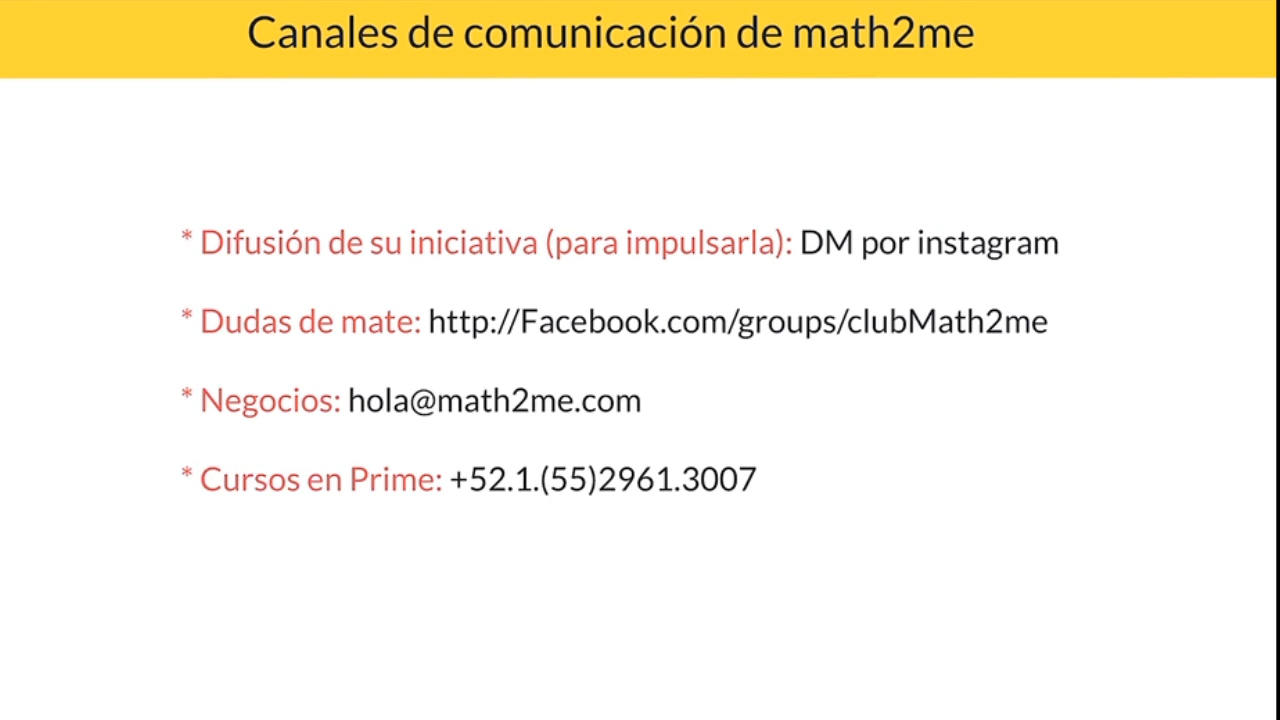 Canales de comunicación de math2me
* Difusión de su iniciativa (para impulsarla): DM por instagram
* Dudas de mate: http://Facebook.com/groups/clubMath2me
* Negocios: hola@math2me.com
* Cursos en Prime: +52.1.(55)2961.3007